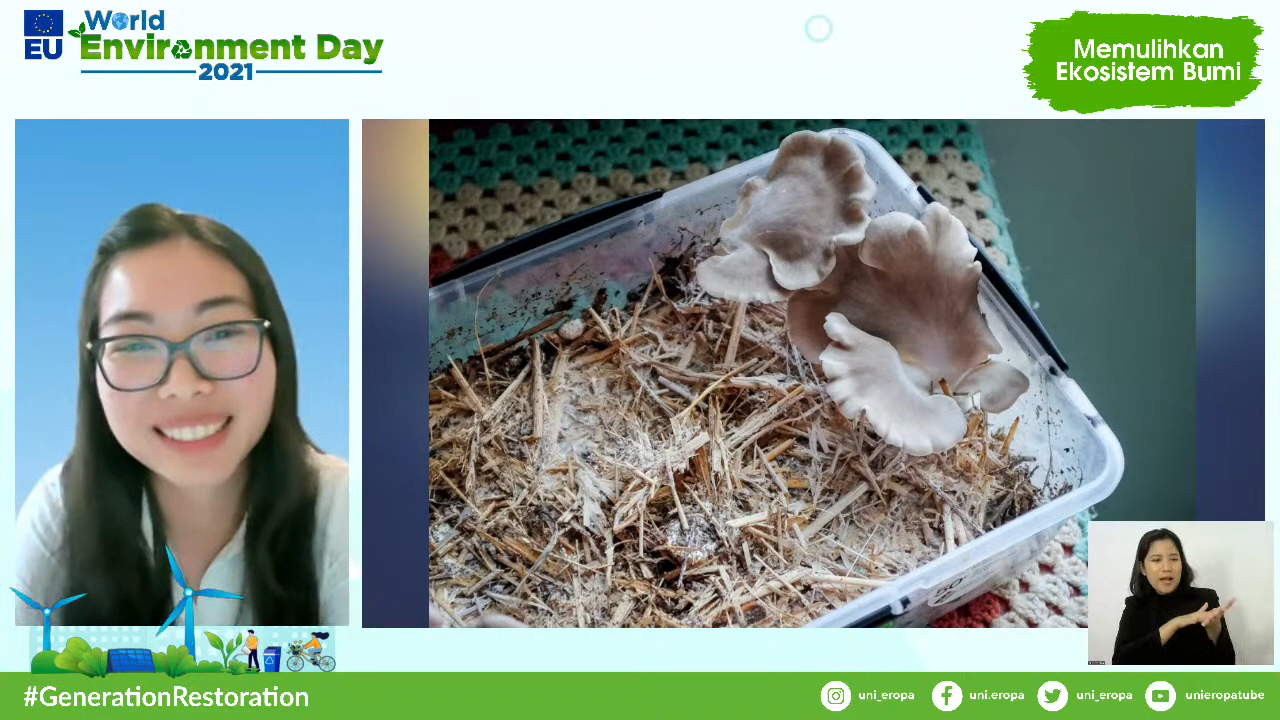 EU
World
Environment Day
2021
Memulihkan
Ekosistem Bumi
#GenerationRestoration
uni_eropa
uni.eropa
uni_eropa
unieropatube